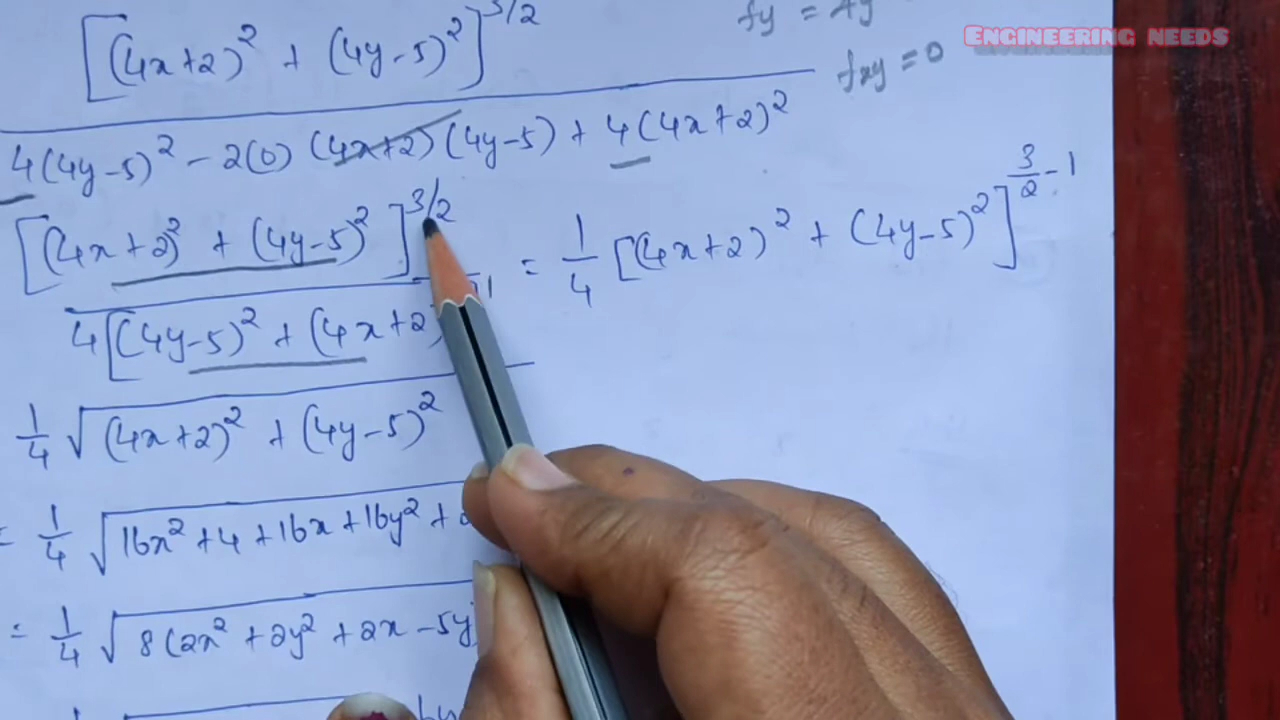 [(4x+2)² + (4y-5)²]^3/2
fy = 4y
ENGINEERING NEEDS
fxy = 0
4(4y-5)² - 2(0) (4x+2)(4y-5) + 4(4x+2)²
[(4x+2)² + (4y-5)²]^3/2 = 1/4 [(4x+2)² + (4y-5)²]^3/2 - 1
4[(4y-5)² + (4x+2)
1/4 √(4x+2)² + (4y-5)²
= 1/4 √16x² + 4 + 16x + 16y² +
= 1/4 √8(2x² + 2y² + 2x - 5y